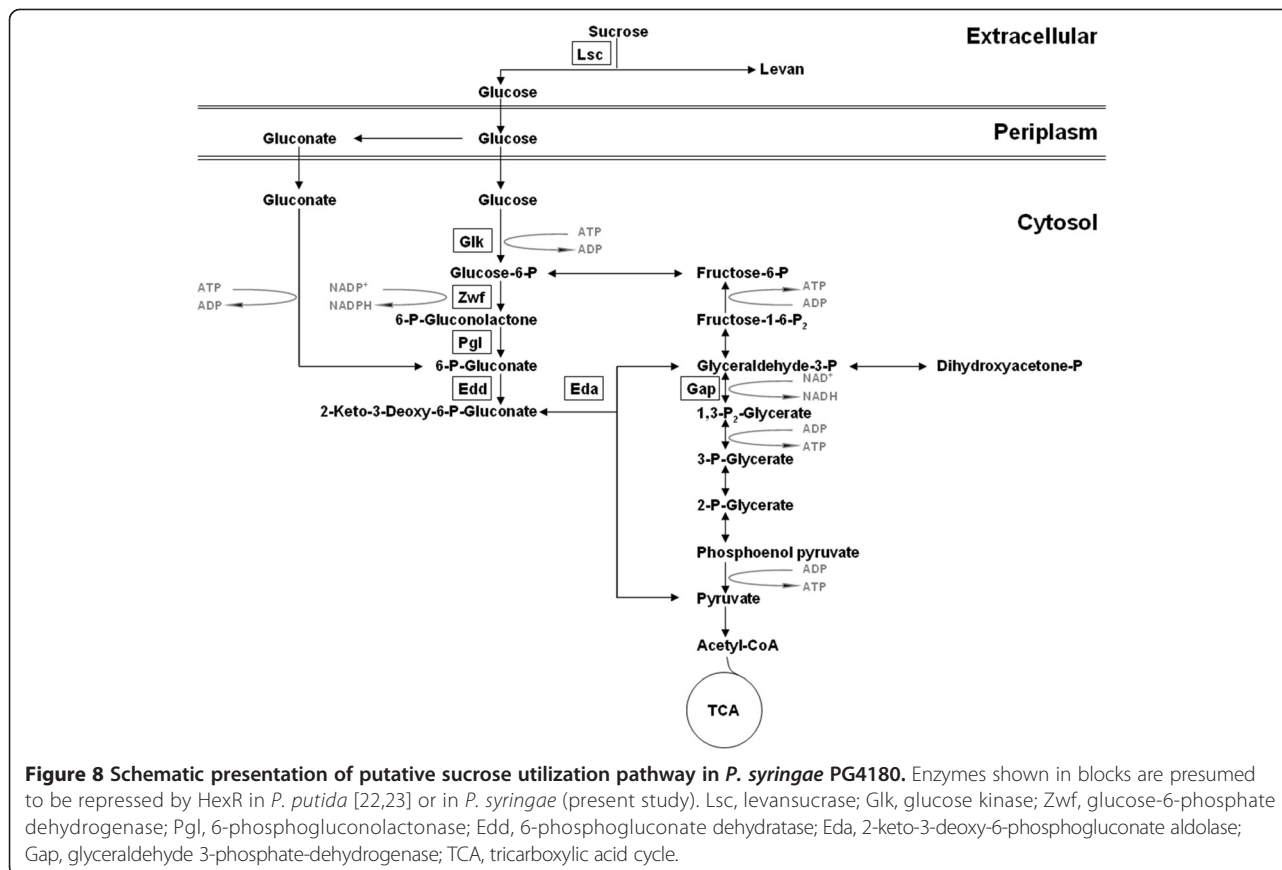 Sucrose
Extracellular
Lsc
Levan
Glucose
Gluconate
Glucose
Periplasm
Gluconate
Glucose
Cytosol
Glk
ATP
ADP
Glucose-6-P
Fructose-6-P
ATP
ADP
NADP+
NADPH
Zwf
ATP
ADP
6-P-Gluconolactone
Fructose-1-6-P2
Pgl
6-P-Gluconate
Glyceraldehyde-3-P
Dihydroxyacetone-P
Edd
Eda
Gap
NAD+
NADH
2-Keto-3-Deoxy-6-P-Gluconate
1,3-P2-Glycerate
ADP
ATP
3-P-Glycerate
2-P-Glycerate
Phosphoenol pyruvate
ADP
ATP
Pyruvate
Acetyl-CoA
TCA
Figure 8 Schematic presentation of putative sucrose utilization pathway in P. syringae PG4180. Enzymes shown in blocks are presumed
to be repressed by HexR in P. putida [22,23] or in P. syringae (present study). Lsc, levansucrase; Glk, glucose kinase; Zwf, glucose-6-phosphate
dehydrogenase; Pgl, 6-phosphogluconolactonase; Edd, 6-phosphogluconate dehydratase; Eda, 2-keto-3-deoxy-6-phosphogluconate aldolase;
Gap, glyceraldehyde 3-phosphate-dehydrogenase; TCA, tricarboxylic acid cycle.